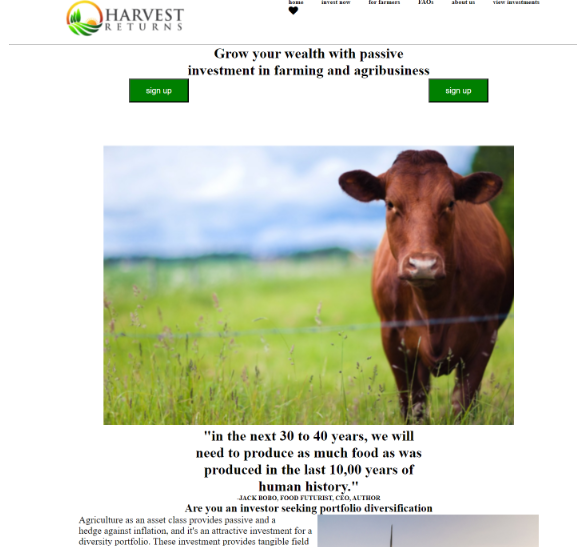 HARVEST
RETURNS
home invest now for farmers FAQs about us view investments
Grow your wealth with passive
investment in farming and agribusiness
sign up sign up
"in the next 30 to 40 years, we will
need to produce as much food as was
produced in the last 10,00 years of
human history."
-JACK BOBO, FOOD FUTURIST, CEO, AUTHOR
Are you an investor seeking portfolio diversification
Agriculture as an asset class provides passive and a
hedge against inflation, and it's an attractive investment for a
diversity portfolio. These investment provides tangible field